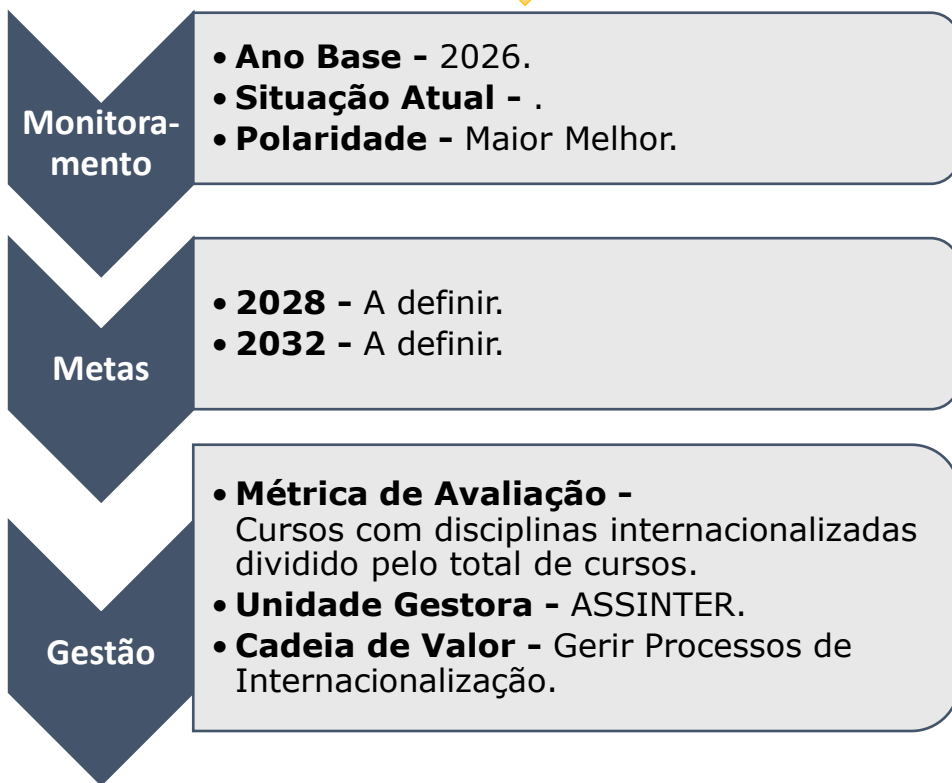 Monitora-
mento
• Ano Base - 2026.
• Situação Atual - .
• Polaridade - Maior Melhor.
Metas
• 2028 - A definir.
• 2032 - A definir.
Gestão
• Métrica de Avaliação -
Cursos com disciplinas internacionalizadas
dividido pelo total de cursos.
• Unidade Gestora - ASSINTER.
• Cadeia de Valor - Gerir Processos de
Internacionalização.